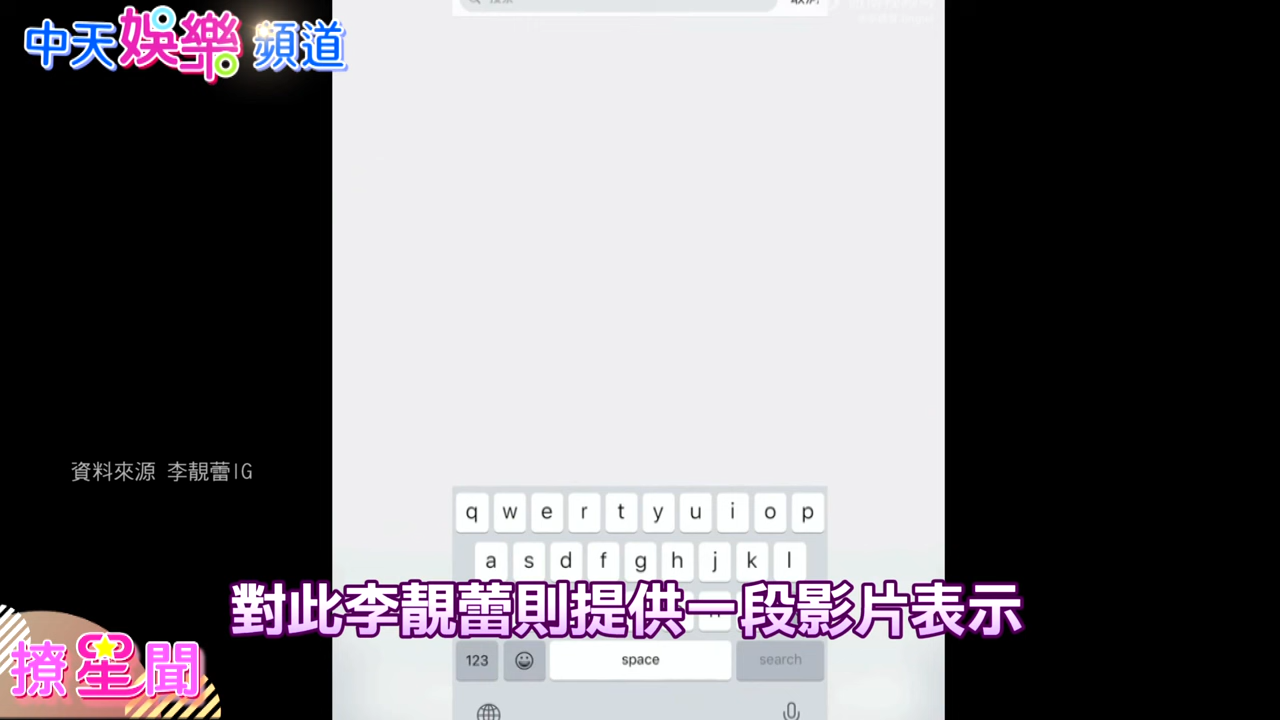 中天娛樂頻道
資料來源 李靚蕾IG
q w e r t y u i o p
a s d f g h j k l
對此李靚蕾則提供一段影片表示
123 space search
撩星聞